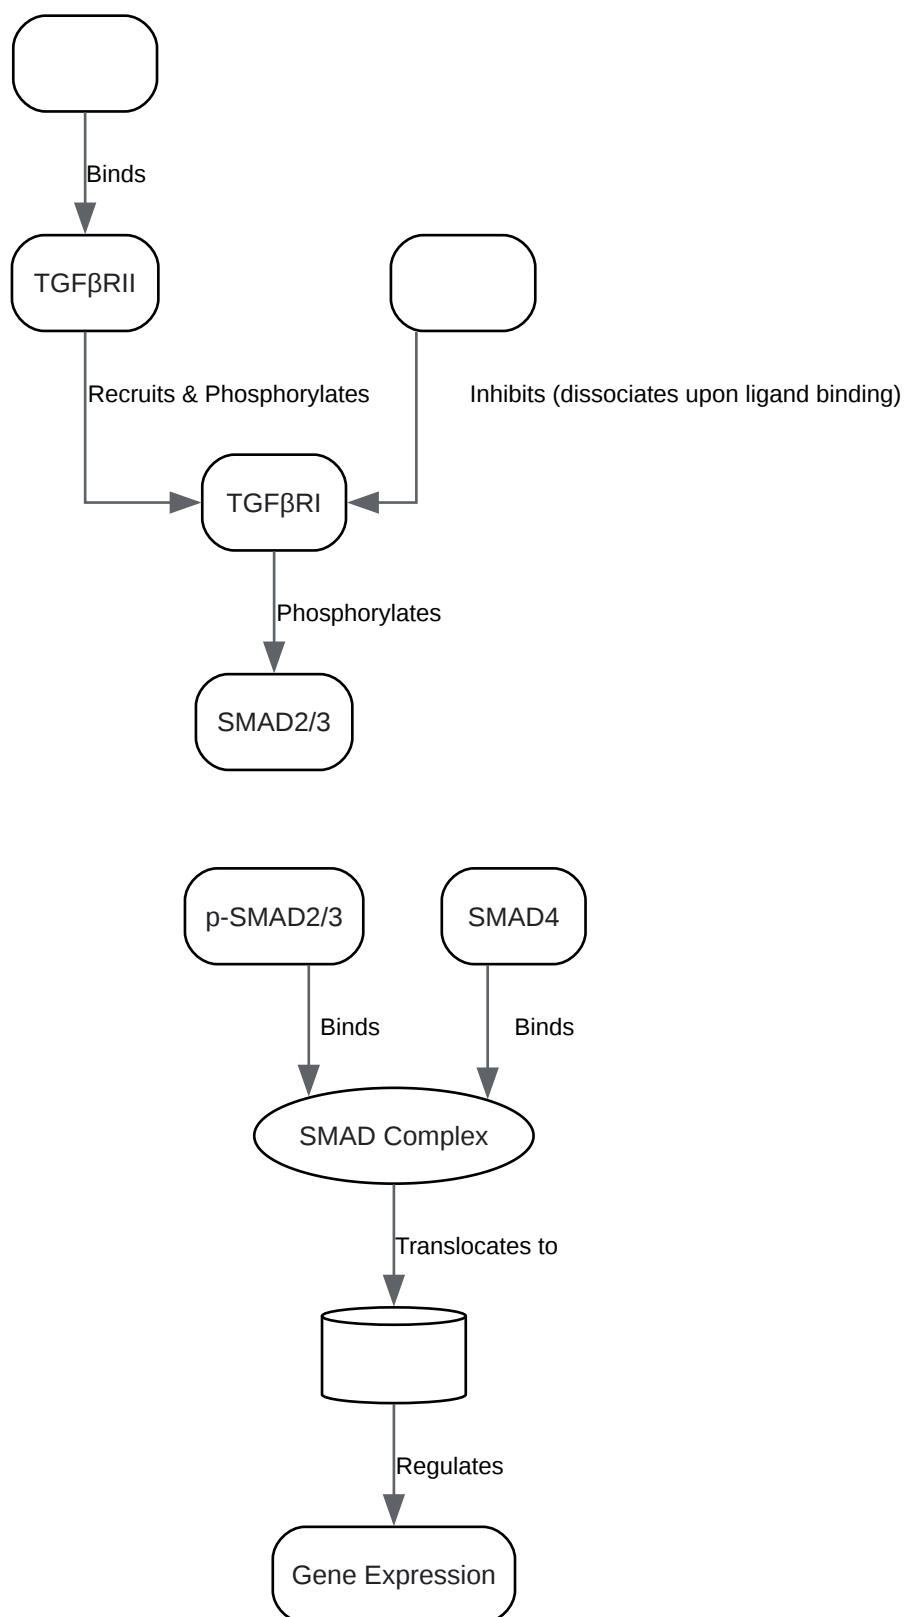 Binds
TGFβRII
Recruits & Phosphorylates
Inhibits (dissociates upon ligand binding)
TGFβRI
Phosphorylates
SMAD2/3
p-SMAD2/3
SMAD4
Binds
Binds
SMAD Complex
Translocates to
Regulates
Gene Expression